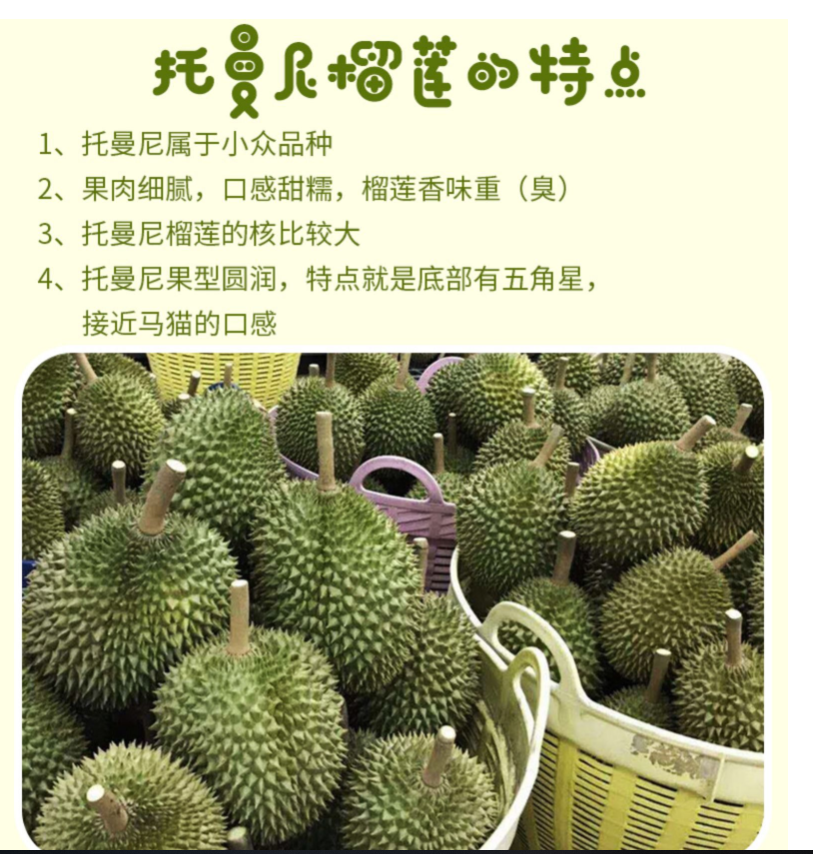 托曼尼榴莲的特点
1、托曼尼属于小众品种
2、果肉细腻，口感甜糯，榴莲香味重（臭）
3、托曼尼榴莲的核比较大
4、托曼尼果型圆润，特点就是底部有五角星，
接近马猫的口感